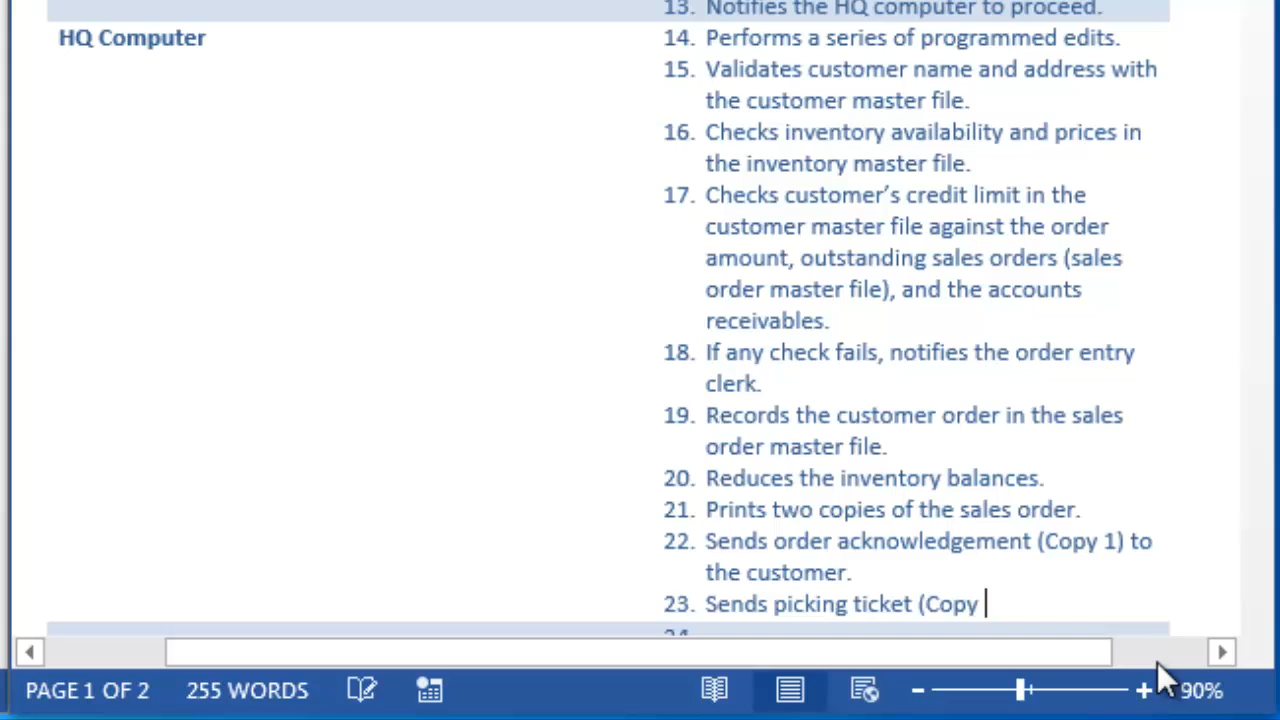 13. Notifies the HQ computer to proceed.
HQ Computer
14. Performs a series of programmed edits.
15. Validates customer name and address with
the customer master file.
16. Checks inventory availability and prices in
the inventory master file.
17. Checks customer’s credit limit in the
customer master file against the order
amount, outstanding sales orders (sales
order master file), and the accounts
receivables.
18. If any check fails, notifies the order entry
clerk.
19. Records the customer order in the sales
order master file.
20. Reduces the inventory balances.
21. Prints two copies of the sales order.
22. Sends order acknowledgement (Copy 1) to
the customer.
23. Sends picking ticket (Copy
24.
PAGE 1 OF 2 255 WORDS 90%